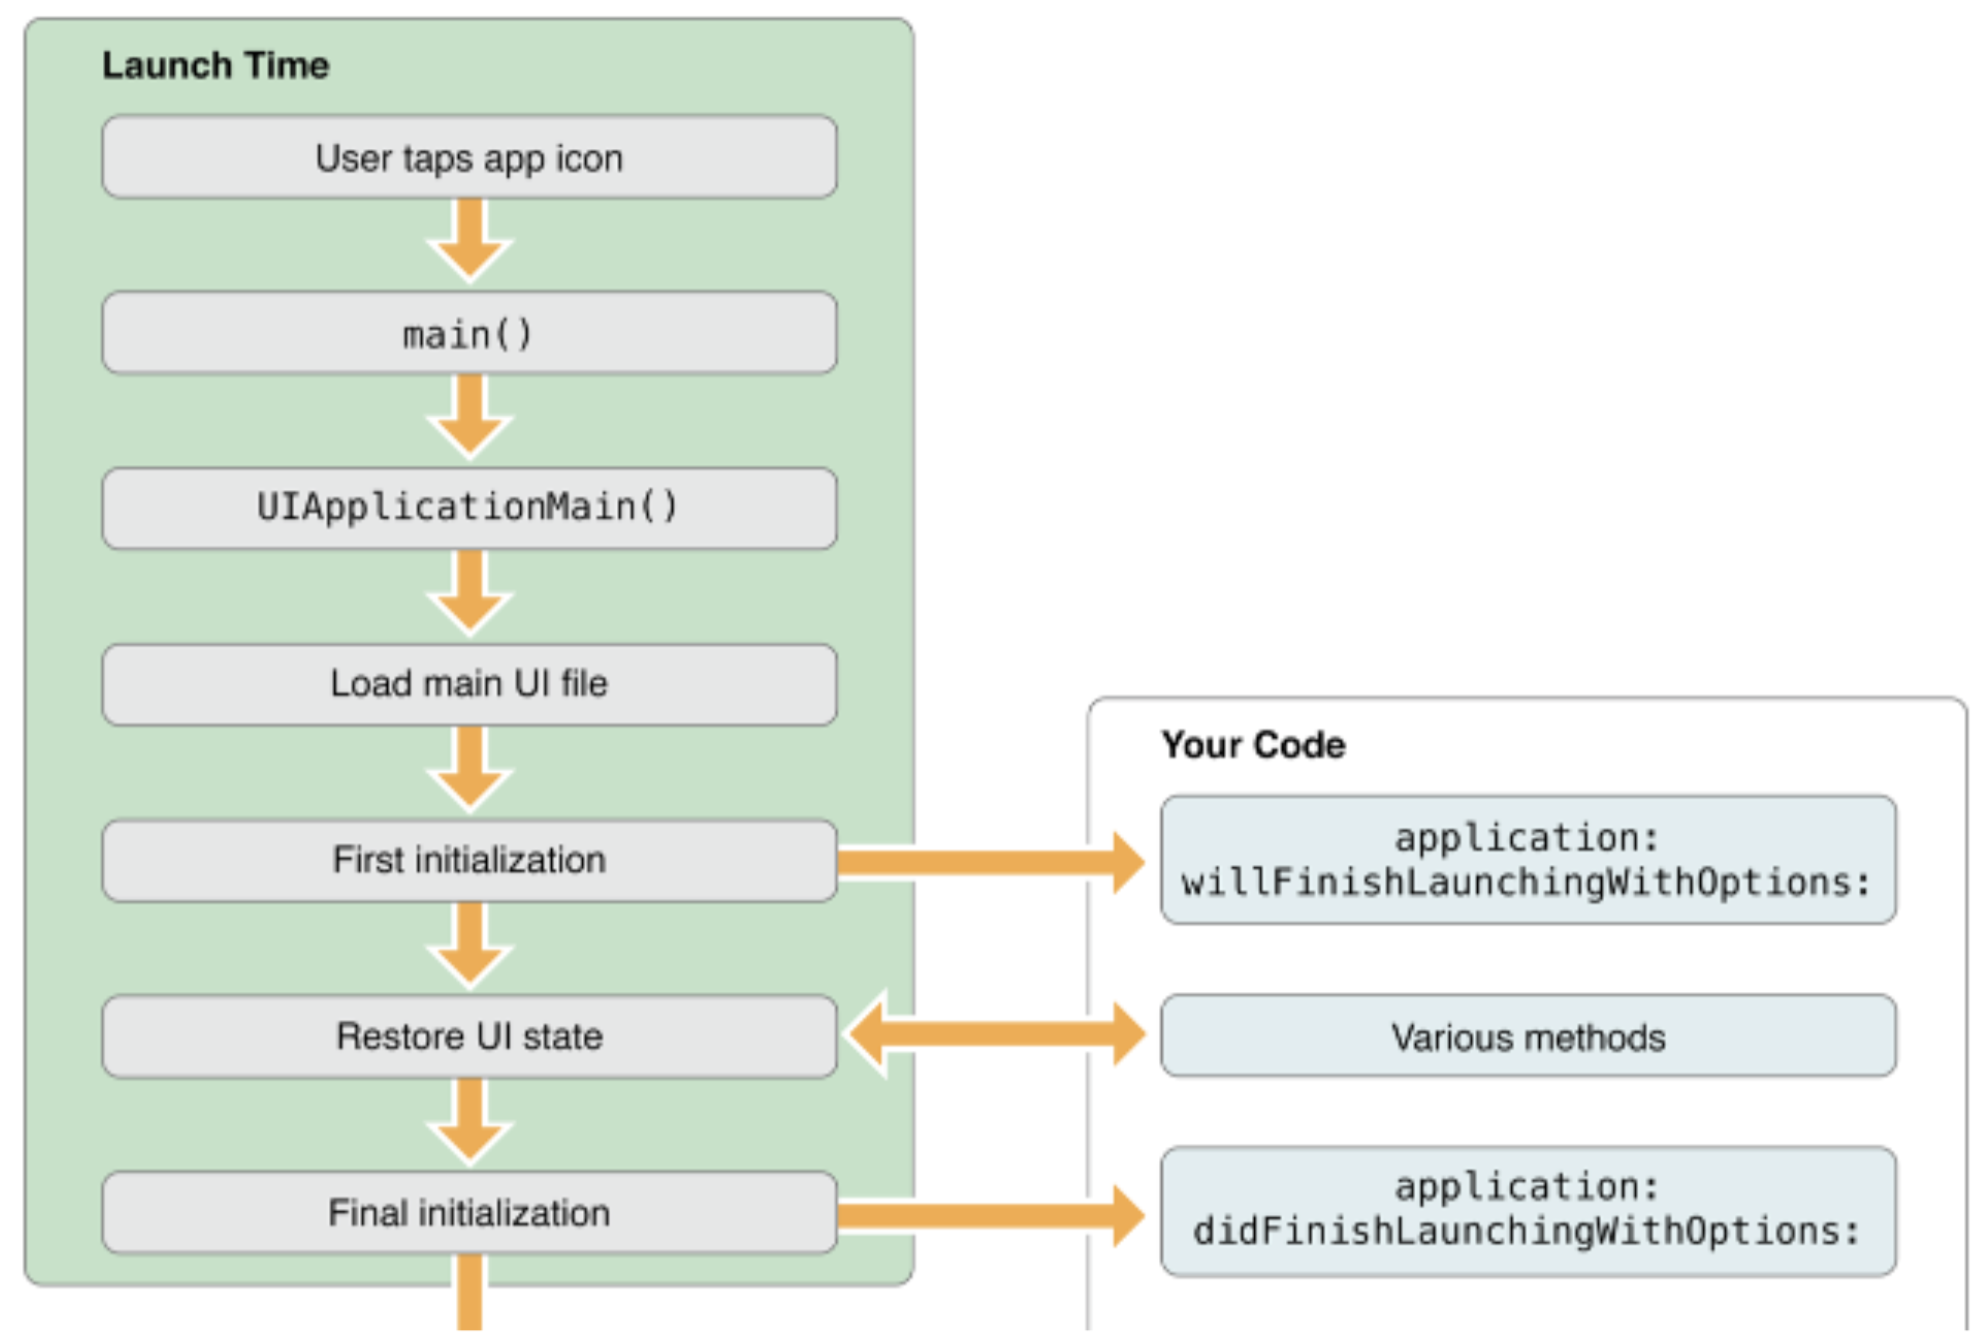 Launch Time
User taps app icon
main()
UIApplicationMain()
Load main UI file
First initialization
Restore UI state
Final initialization
Your Code
application:
willFinishLaunchingWithOptions:
Various methods
application:
didFinishLaunchingWithOptions: